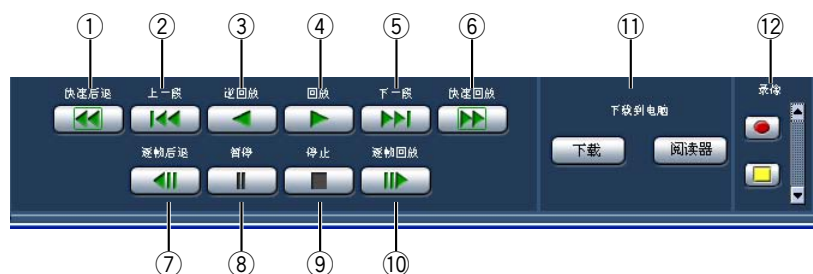 ① ② ③ ④ ⑤ ⑥ ⑪ ⑫
快速后退 上一段 逆回放 回放 下一段 快速回放 录像
下载到电脑
下载 阅读器
逐帧后退 暂停 停止 逐帧回放
⑦ ⑧ ⑨ ⑩